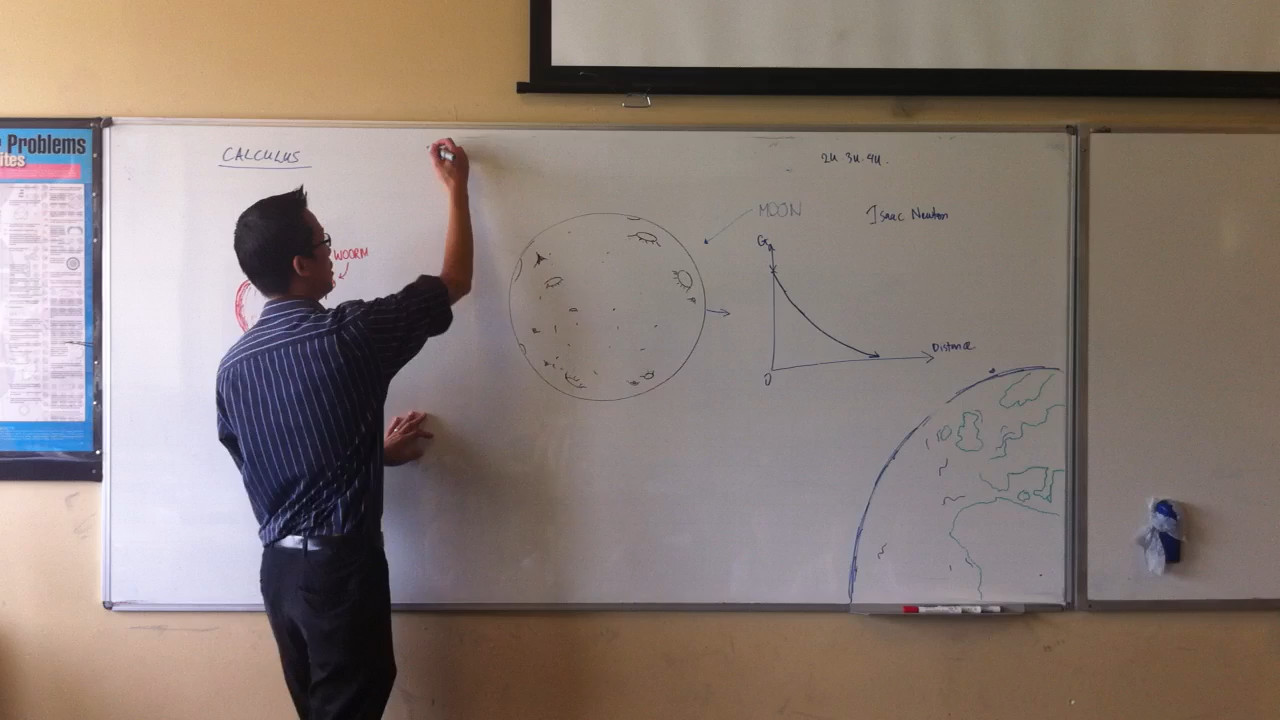 Problems
ites
CALCULUS
2U 3U 4U.
MOON
Isaac Newton
WOORM
G
Distance
0